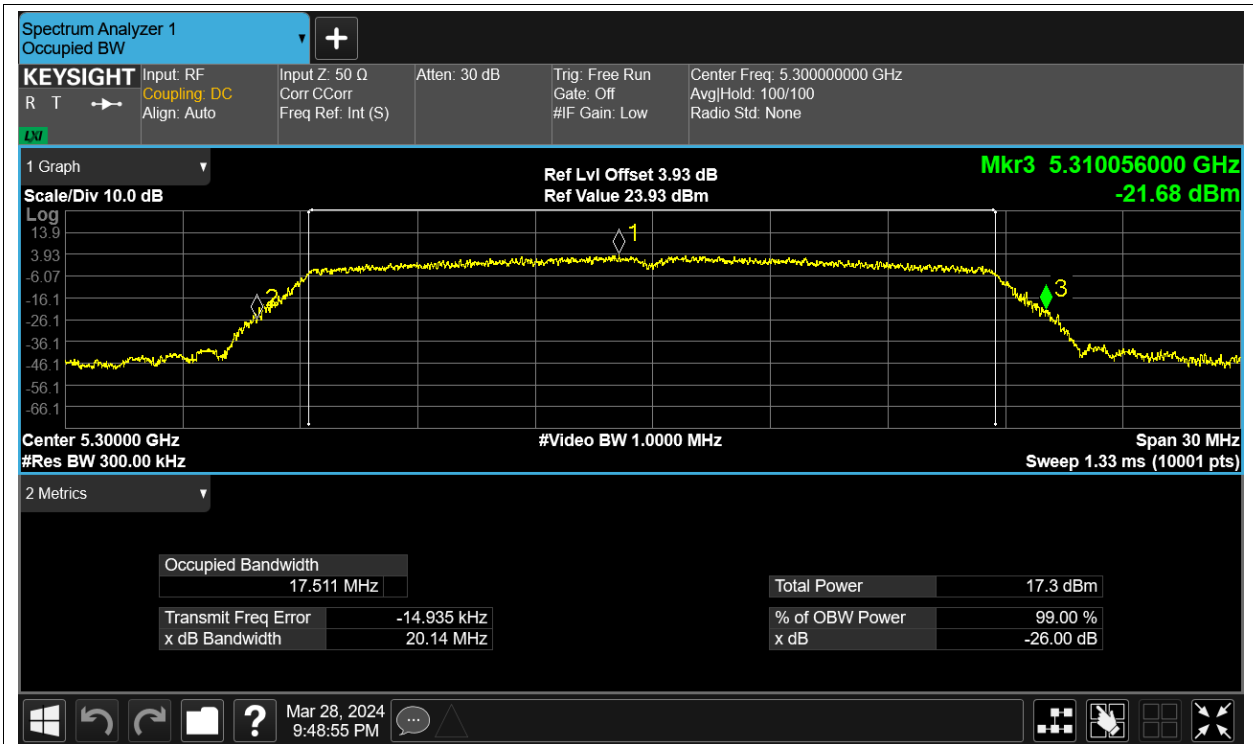 Spectrum Analyzer 1
Occupied BW
+
KEYSIGHT
R T
LXI
Input: RF
Coupling: DC
Align: Auto
Input Z: 50 Ω
Corr CCorr
Freq Ref: Int (S)
Atten: 30 dB
Trig: Free Run
Gate: Off
#IF Gain: Low
Center Freq: 5.300000000 GHz
Avg|Hold: 100/100
Radio Std: None
1 Graph
Scale/Div 10.0 dB
Ref Lvl Offset 3.93 dB
Ref Value 23.93 dBm
Mkr3 5.310056000 GHz
-21.68 dBm
Log
13.9
3.93
-6.07
-16.1
-26.1
-36.1
-46.1
-56.1
-66.1
1
2
3
Center 5.30000 GHz
#Video BW 1.0000 MHz
Span 30 MHz
#Res BW 300.00 kHz
Sweep 1.33 ms (10001 pts)
2 Metrics
Occupied Bandwidth
17.511 MHz
Transmit Freq Error -14.935 kHz
x dB Bandwidth 20.14 MHz
Total Power 17.3 dBm
% of OBW Power 99.00 %
x dB -26.00 dB
?
Mar 28, 2024
9:48:55 PM